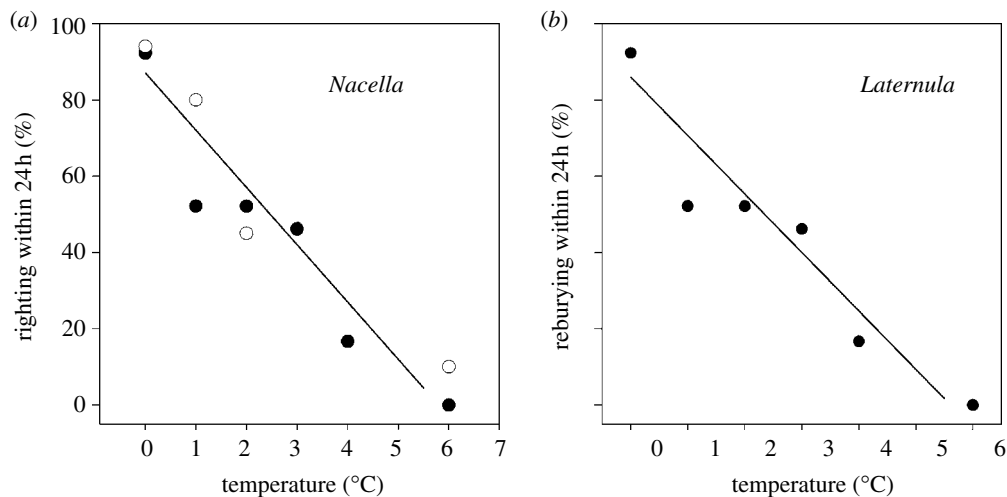 (a)
Nacella
righting within 24h (%)
100
80
60
40
20
0
0 1 2 3 4 5 6 7
temperature (°C)
(b)
Laternula
reburying within 24h (%)
0 1 2 3 4 5 6
temperature (°C)